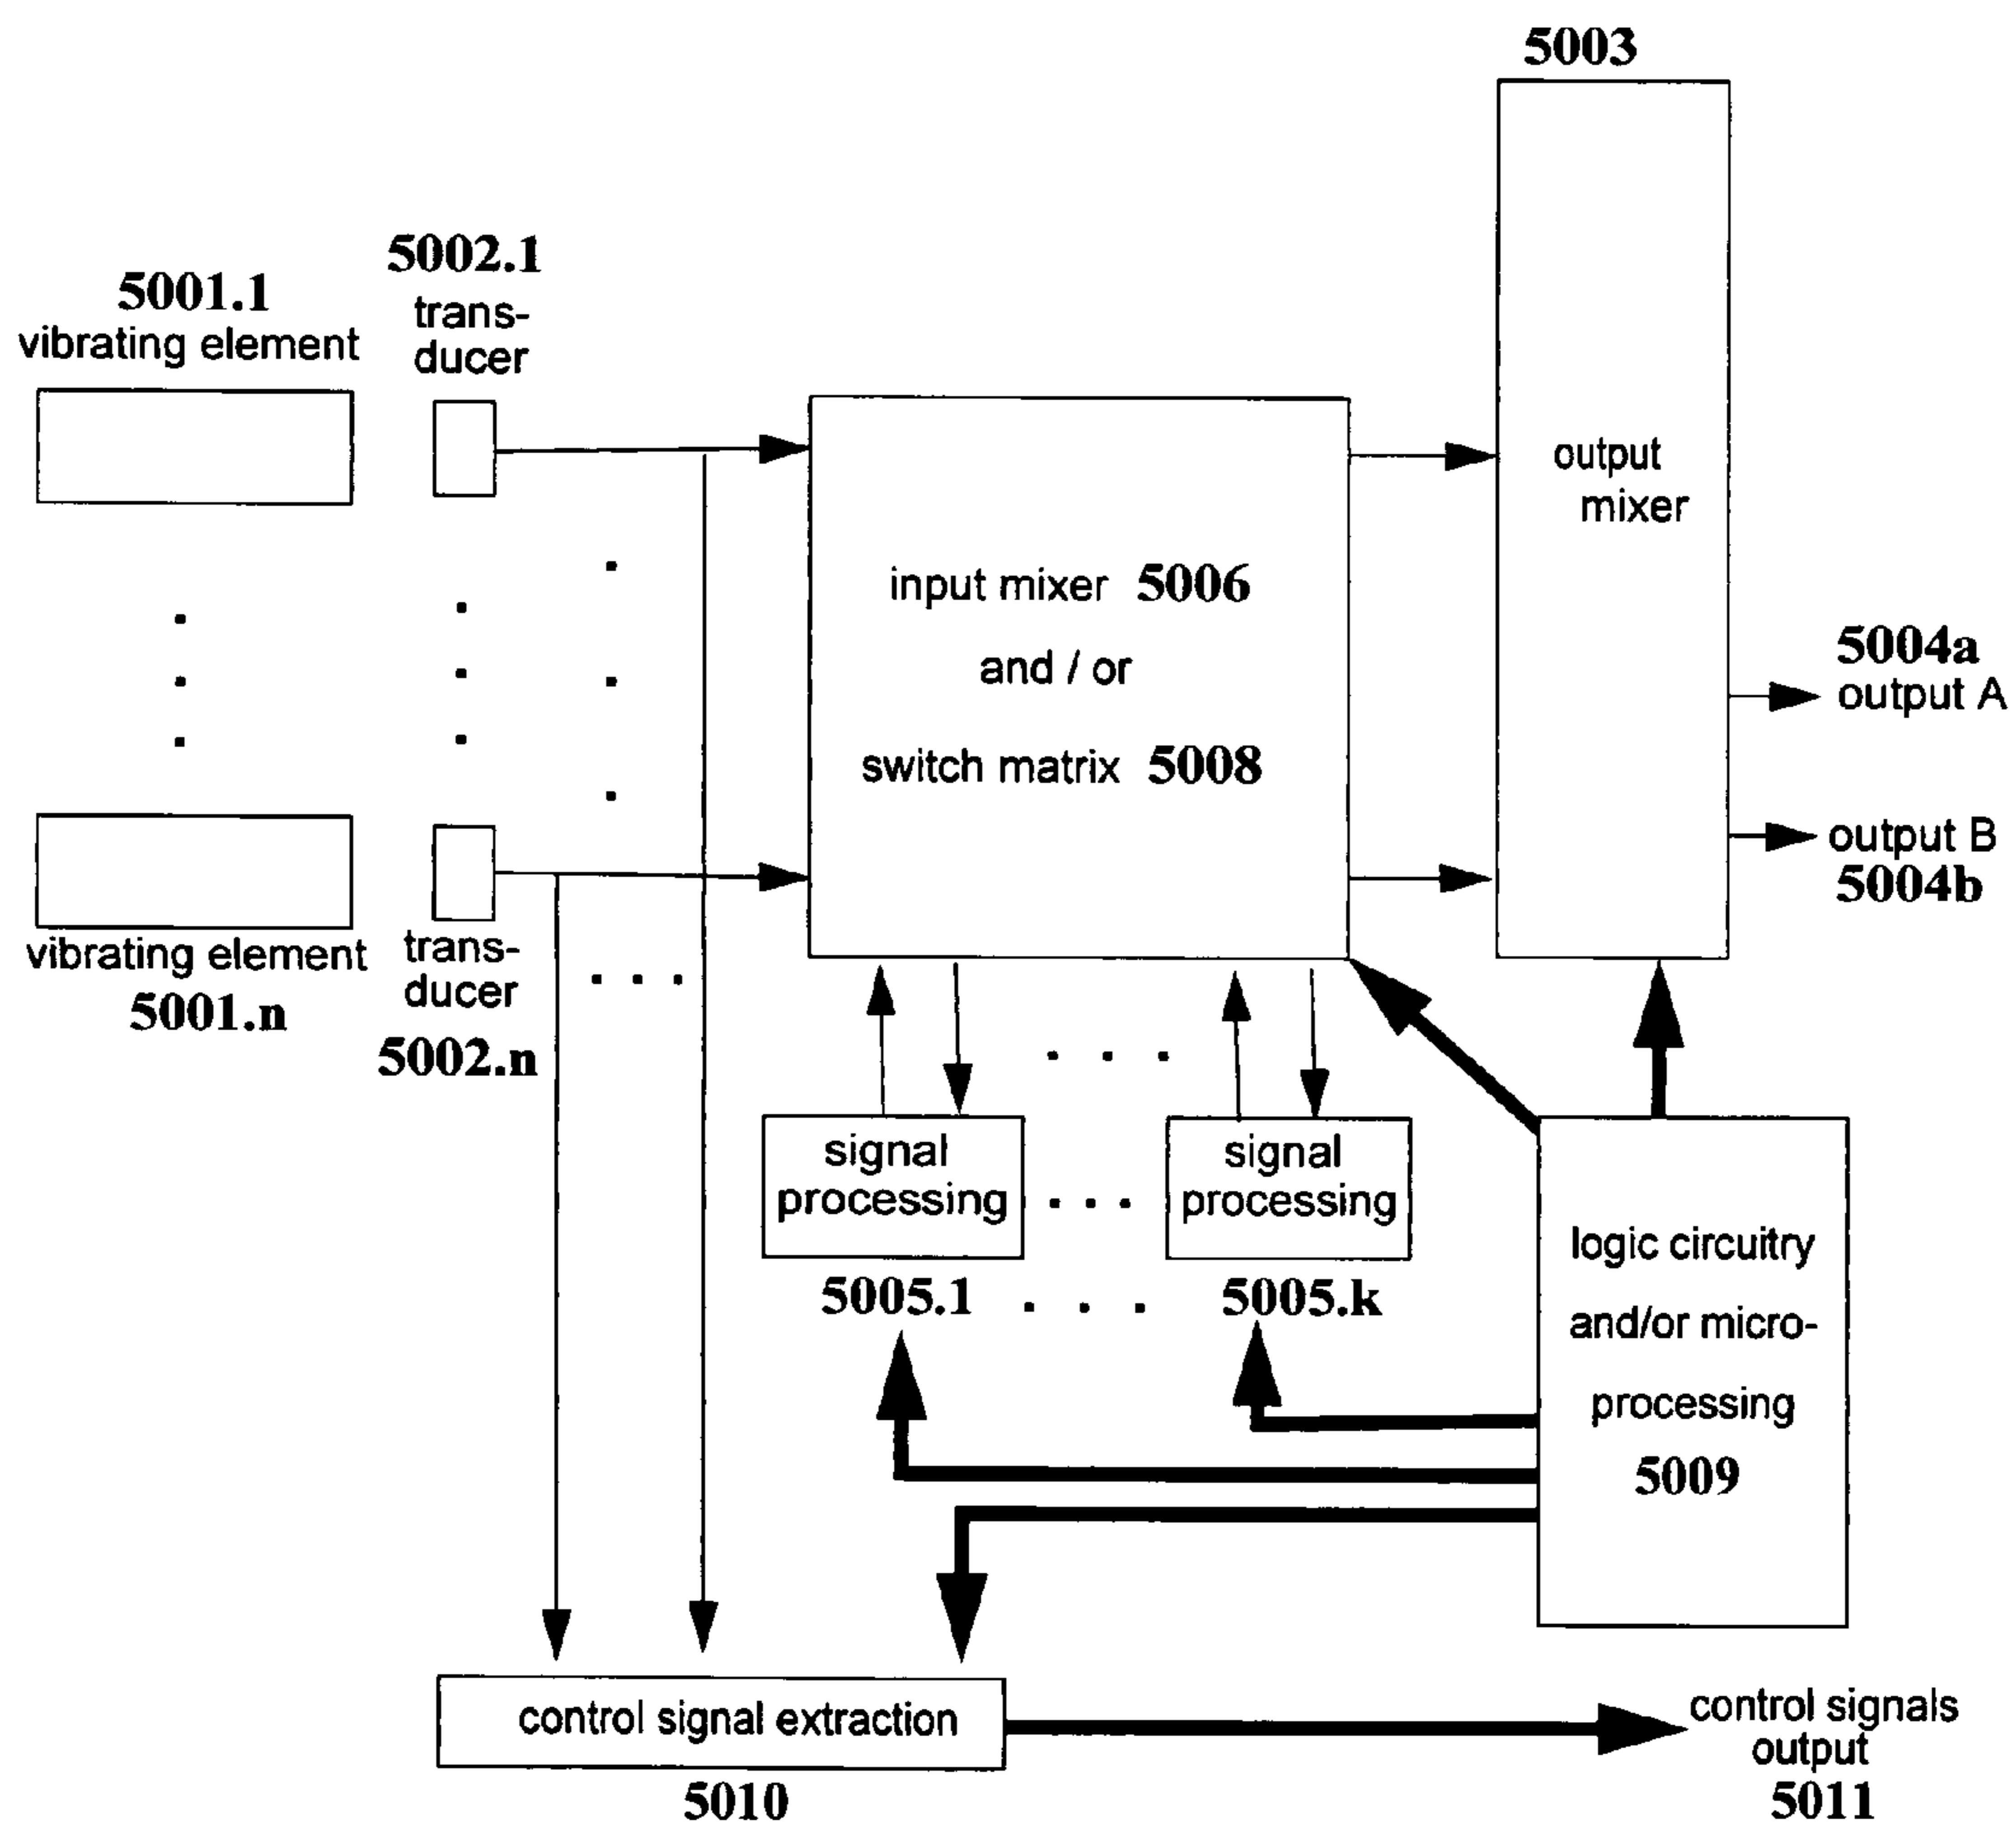 5003
5002.1
trans-
ducer
5001.1
vibrating element
output
mixer
input mixer 5006
and / or
switch matrix 5008
5004a
output A
output B
5004b
vibrating element
5001.n
trans-
ducer
5002.n
signal
processing
signal
processing
5005.1
5005.k
logic circuitry
and/or micro-
processing
5009
control signal extraction
5010
control signals
output
5011